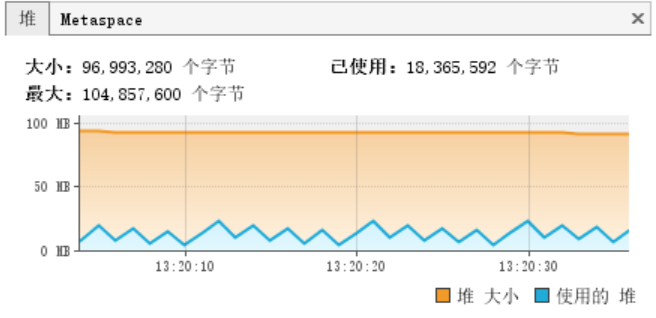 堆 Metaspace ×
大小: 96,993,280 个字节 已使用: 18,365,592 个字节
最大: 104,857,600 个字节
100 MB
50 MB
0 MB
13:20:10 13:20:20 13:20:30
堆 大小 使用的 堆